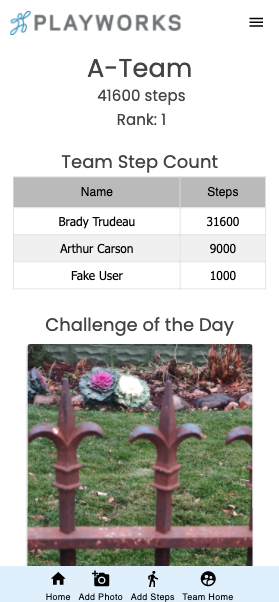 PLAYWORKS
A-Team
41600 steps
Rank: 1
Team Step Count
Name Steps
Brady Trudeau 31600
Arthur Carson 9000
Fake User 1000
Challenge of the Day
Home Add Photo Add Steps Team Home